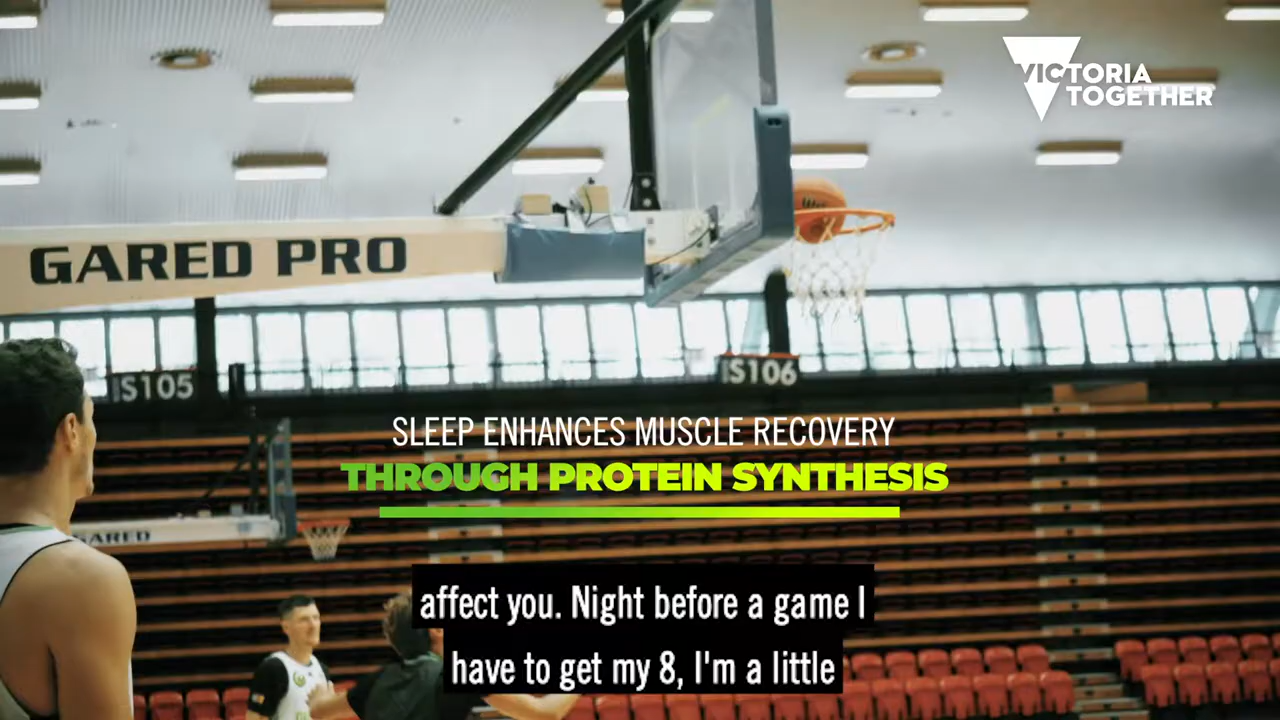 VICTORIA
TOGETHER
GARED PRO
S105
S106
SLEEP ENHANCES MUSCLE RECOVERY
THROUGH PROTEIN SYNTHESIS
GARED
affect you. Night before a game I
have to get my 8, I'm a little